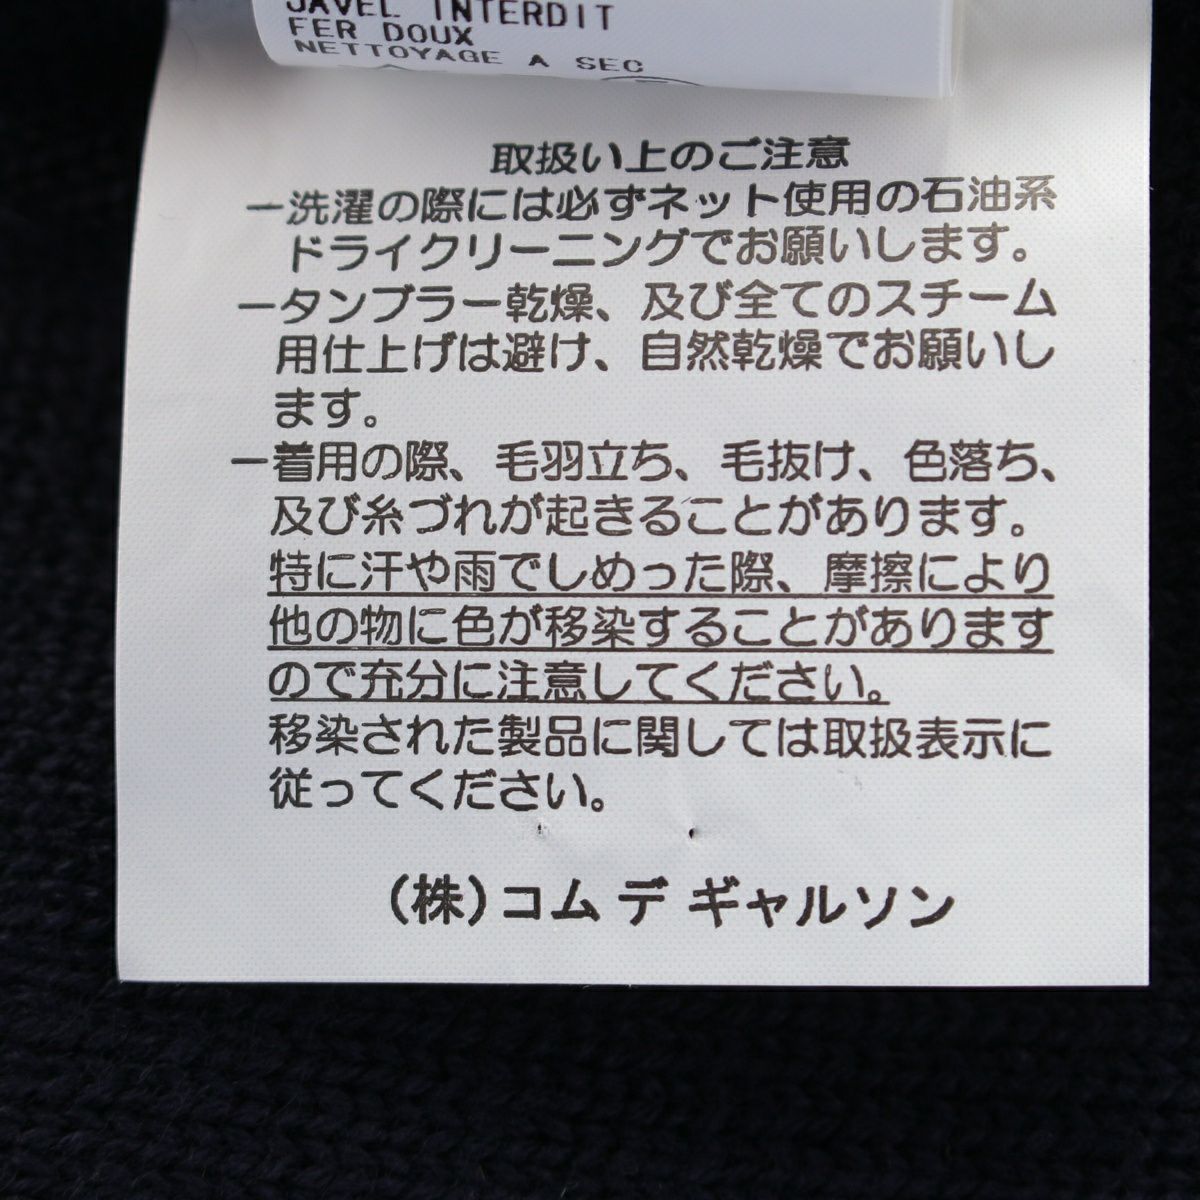 JAVEL INTERDIT
FER DOUX
NETTOYAGE A SEC
取扱い上のご注意
ー洗濯の際には必ずネット使用の石油系
ドライクリーニングでお願いします。
ータンブラー乾燥、及び全てのスチーム
用仕上げは避け、自然乾燥でお願いし
ます。
ー着用の際、毛羽立ち、毛抜け、色落ち、
及び糸づれが起きることがあります。
特に汗や雨でしめった際、摩擦により
他の物に色が移染することがあります
ので充分に注意してください。
移染された製品に関しては取扱表示に
従ってください。
(株)コム デ ギャルソン